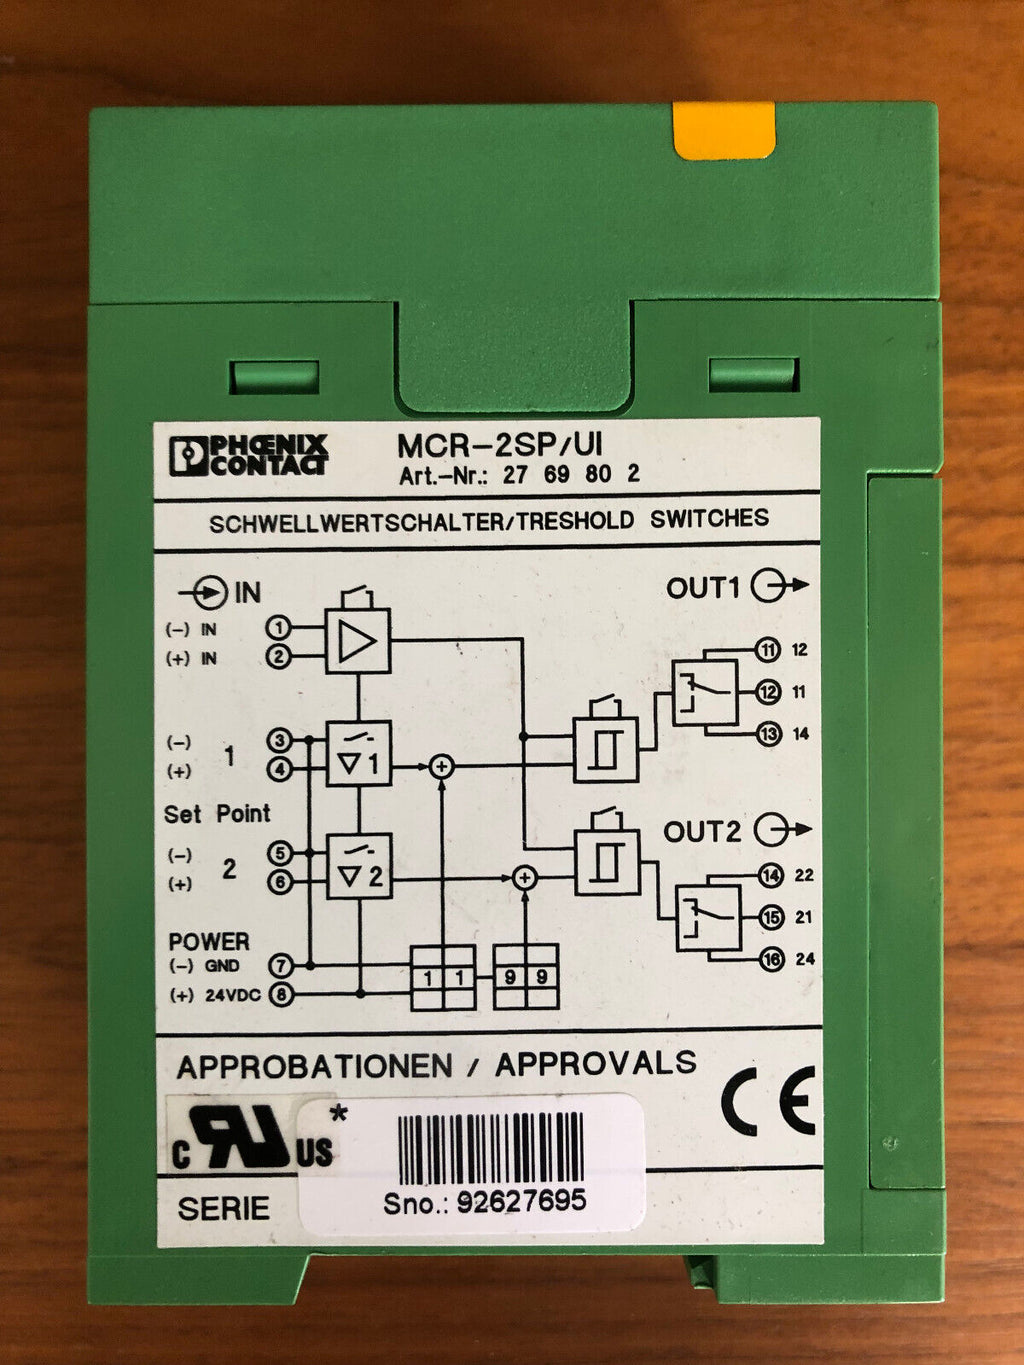 PHŒNIX
CONTACT
MCR-2SP/UI
Art.-Nr.: 27 69 80 2
SCHWELLWERTSCHALTER/TRESHOLD SWITCHES
IN
OUT1
(-) IN 1
(+) IN 2
11 12
12 11
13 14
(-) 3
1
(+) 4
1
+
Set Point
OUT2
(-) 5
2
(+) 6
2
+
14 22
15 21
16 24
POWER
(-) GND 7
1 1 9 9
(+) 24VDC 8
APPROBATIONEN / APPROVALS
CE
C RU US *
Sno.: 92627695
SERIE